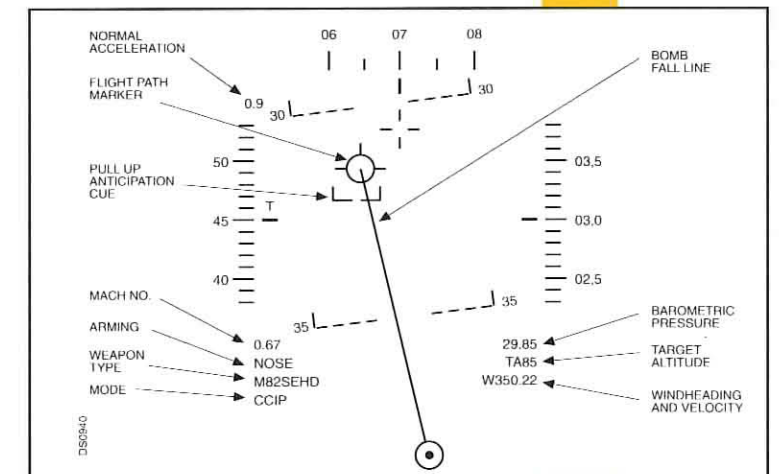 NORMAL
ACCELERATION
06 07 08
BOMB
FALL LINE
FLIGHT PATH
MARKER
0.9
30
30
50
03,5
PULL UP
ANTICIPATION
CUE
T
45
03,0
40
02,5
MACH NO.
35
35
0.67
29.85
BAROMETRIC
PRESSURE
ARMING
NOSE
TA85
TARGET
ALTITUDE
WEAPON
TYPE
M82SEHD
W350.22
MODE
CCIP
WINDHEADING
AND VELOCITY
DS0940